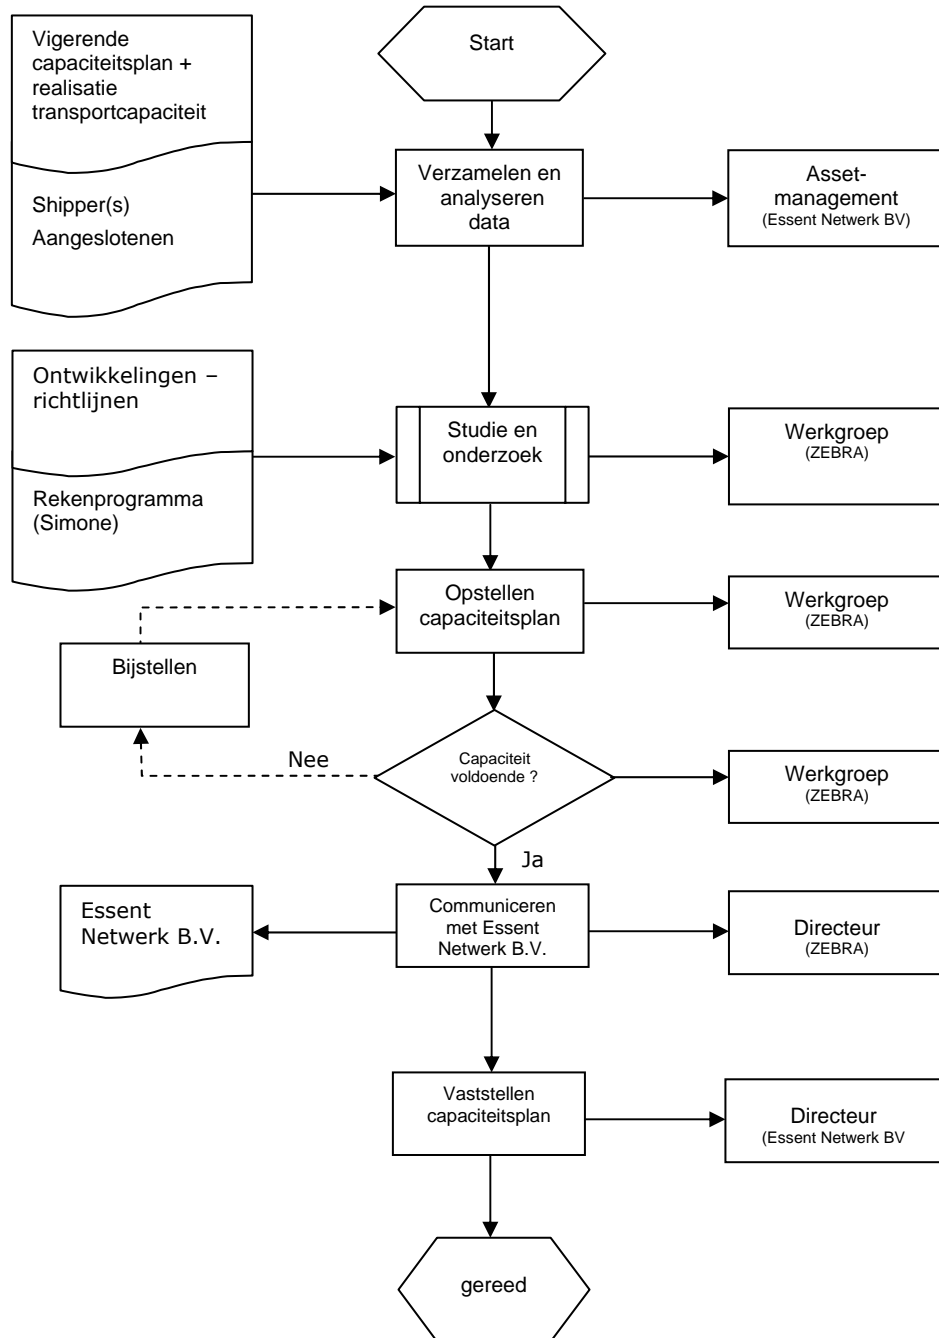 Vigerende
capaciteitsplan +
realisatie
transportcapaciteit
Shipper(s)
Aangeslotenen
Start
Verzamelen en
analyseren
data
Asset-
management
(Essent Netwerk BV)
Ontwikkelingen –
richtlijnen
Rekenprogramma
(Simone)
Studie en
onderzoek
Werkgroep
(ZEBRA)
Opstellen
capaciteitsplan
Werkgroep
(ZEBRA)
Bijstellen
Nee
Capaciteit
voldoende ?
Werkgroep
(ZEBRA)
Ja
Essent
Netwerk B.V.
Communiceren
met Essent
Netwerk B.V.
Directeur
(ZEBRA)
Vaststellen
capaciteitsplan
Directeur
(Essent Netwerk BV
gereed